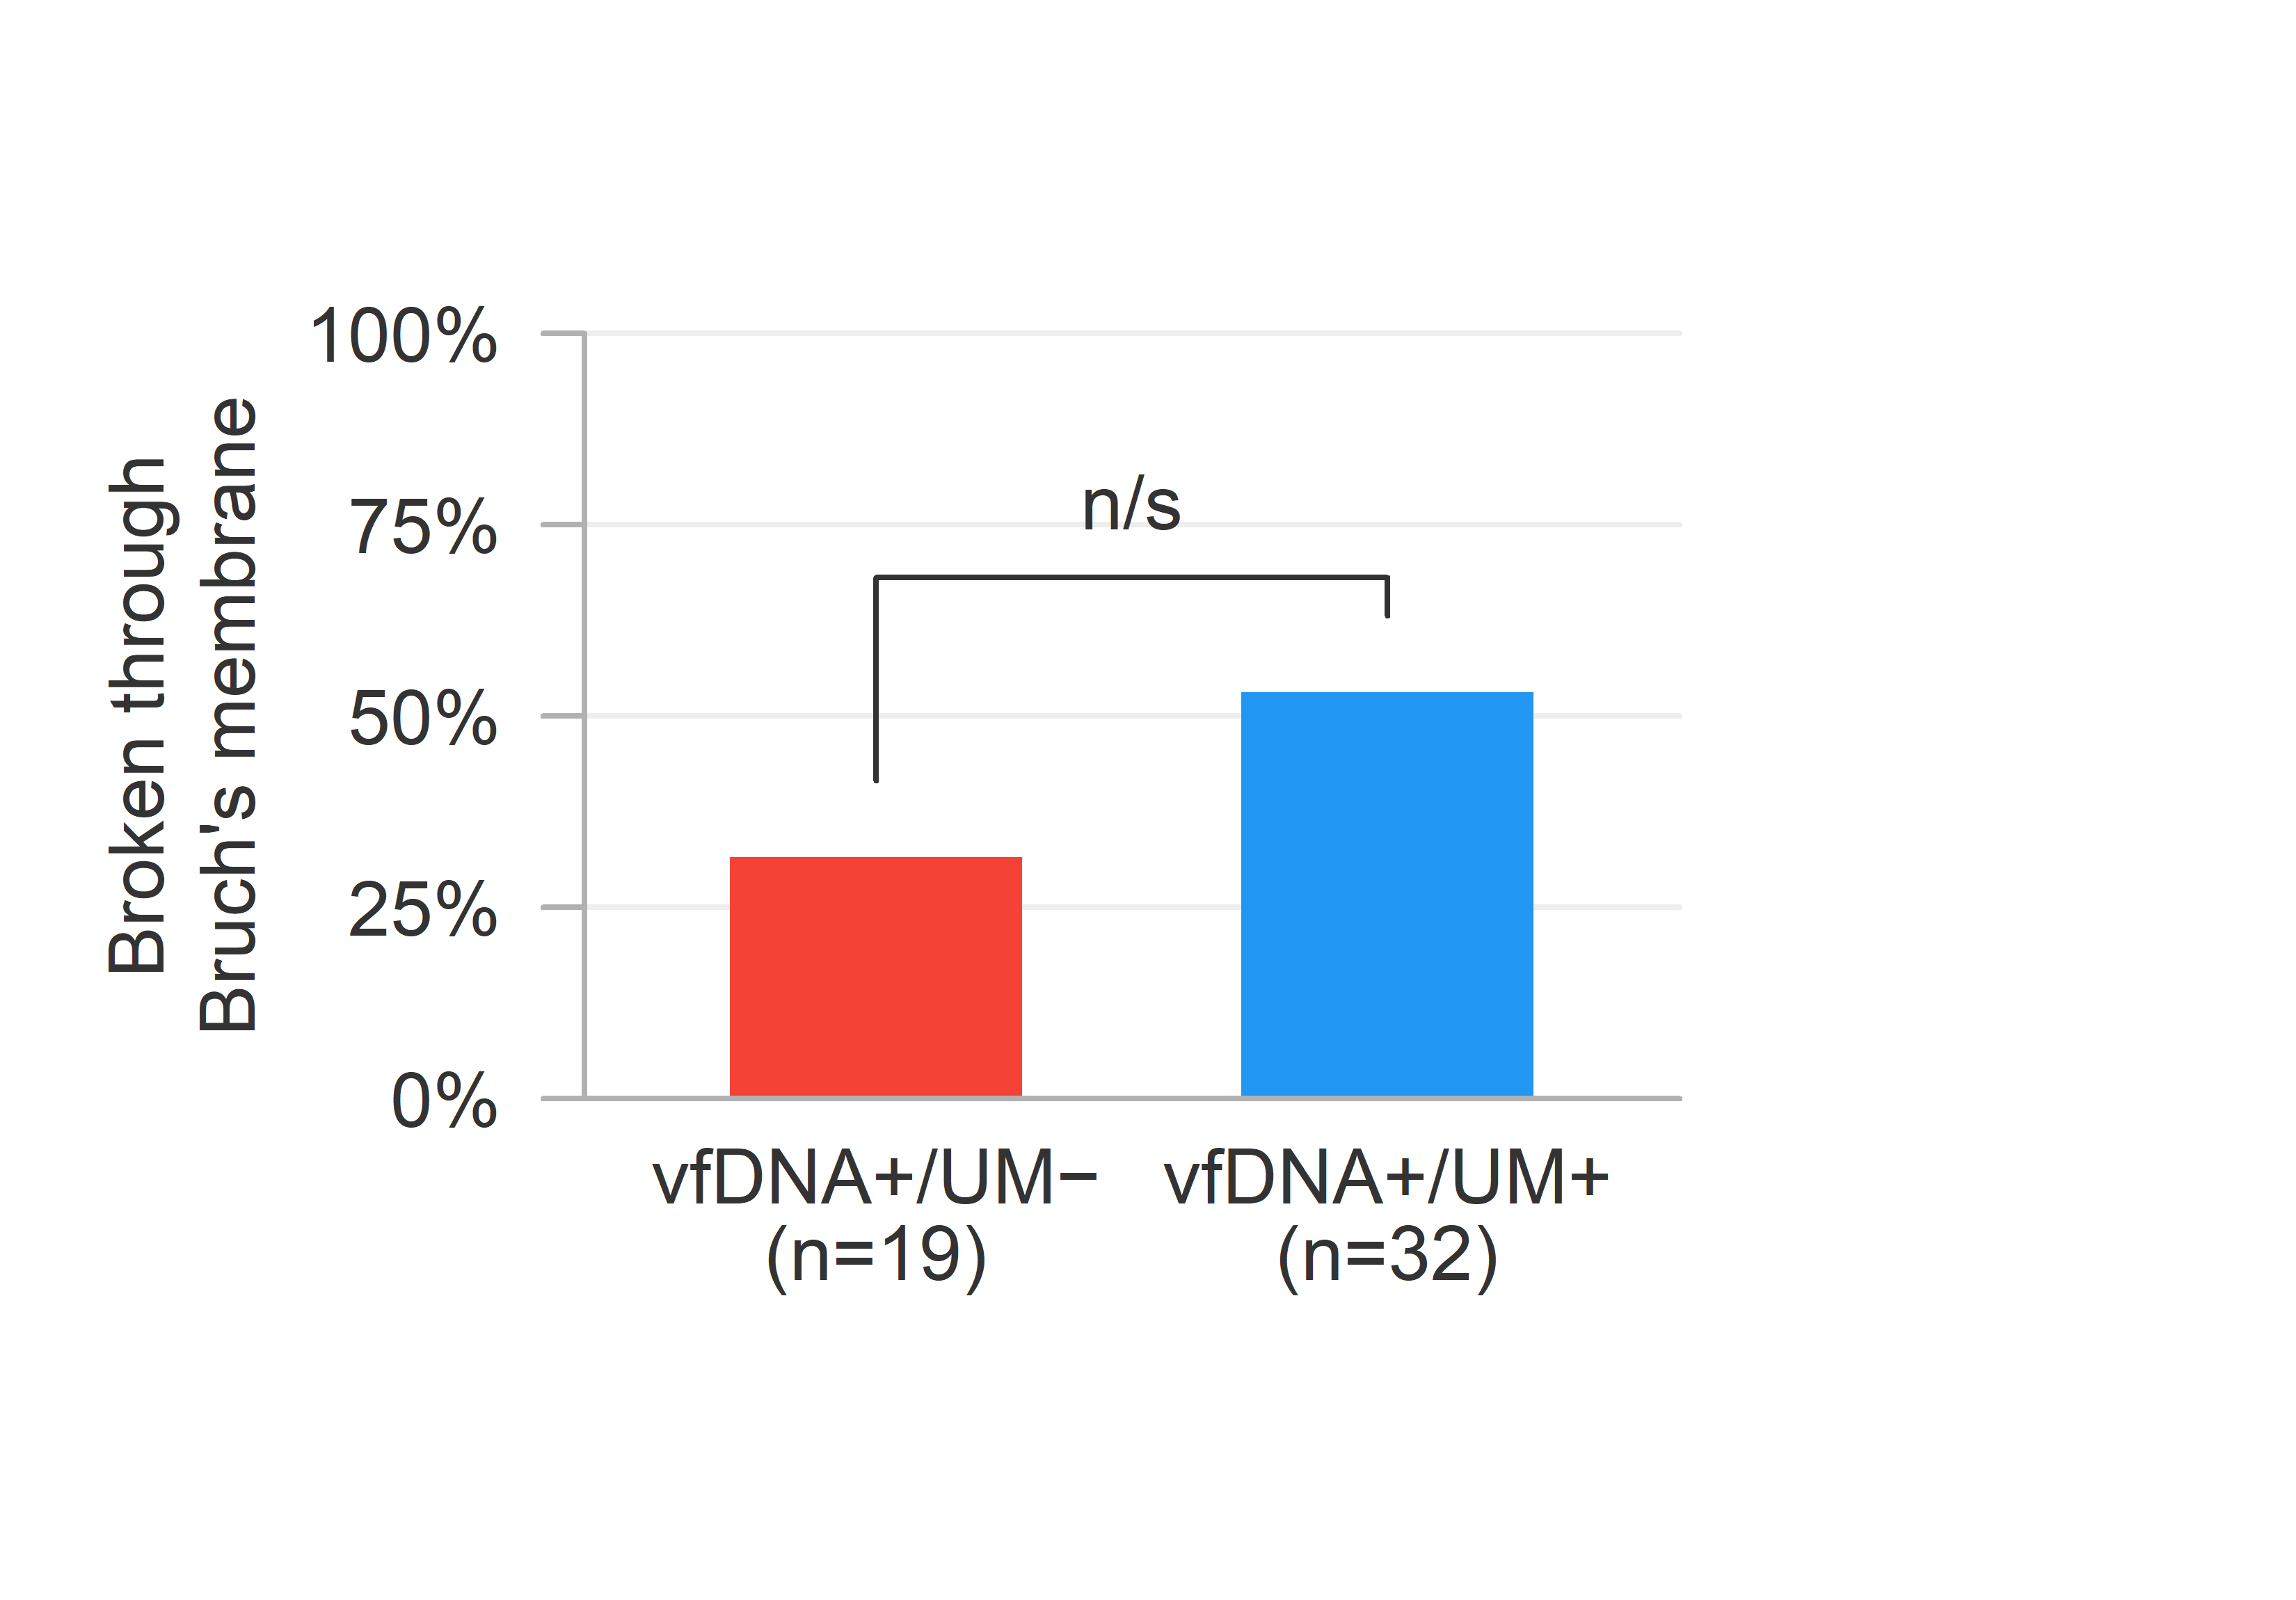 Broken through
Bruch's membrane
100%
75%
50%
25%
0%
n/s
vfDNA+/UM−
(n=19)
vfDNA+/UM+
(n=32)